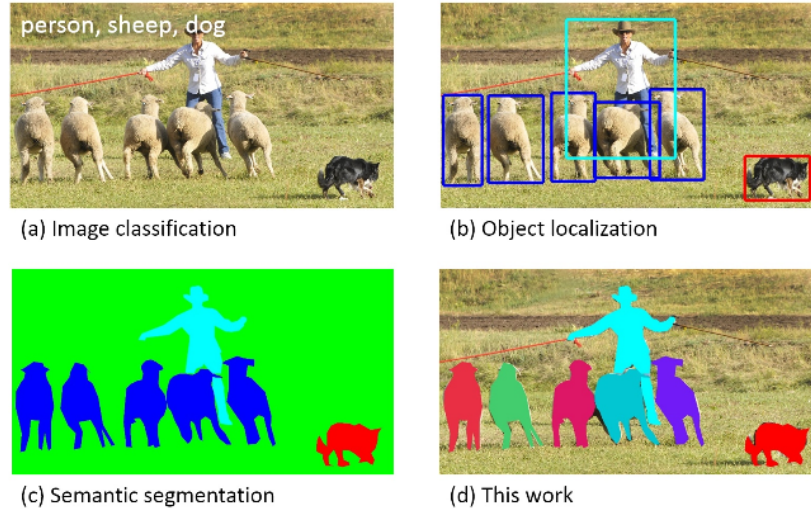 person, sheep, dog
(a) Image classification
(b) Object localization
(c) Semantic segmentation
(d) This work